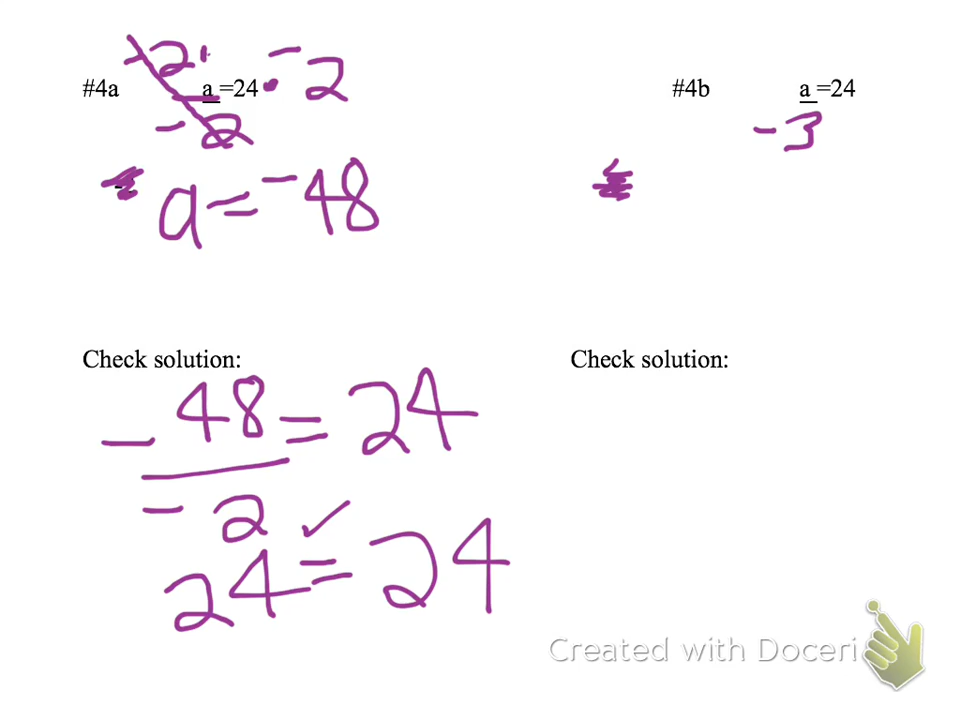 -2 · a =24 · -2
-2
a = -48
Check solution:
-48 = 24
-2
24 = 24
#4a
#4b a =24
-3
Check solution:
Created with Doceri